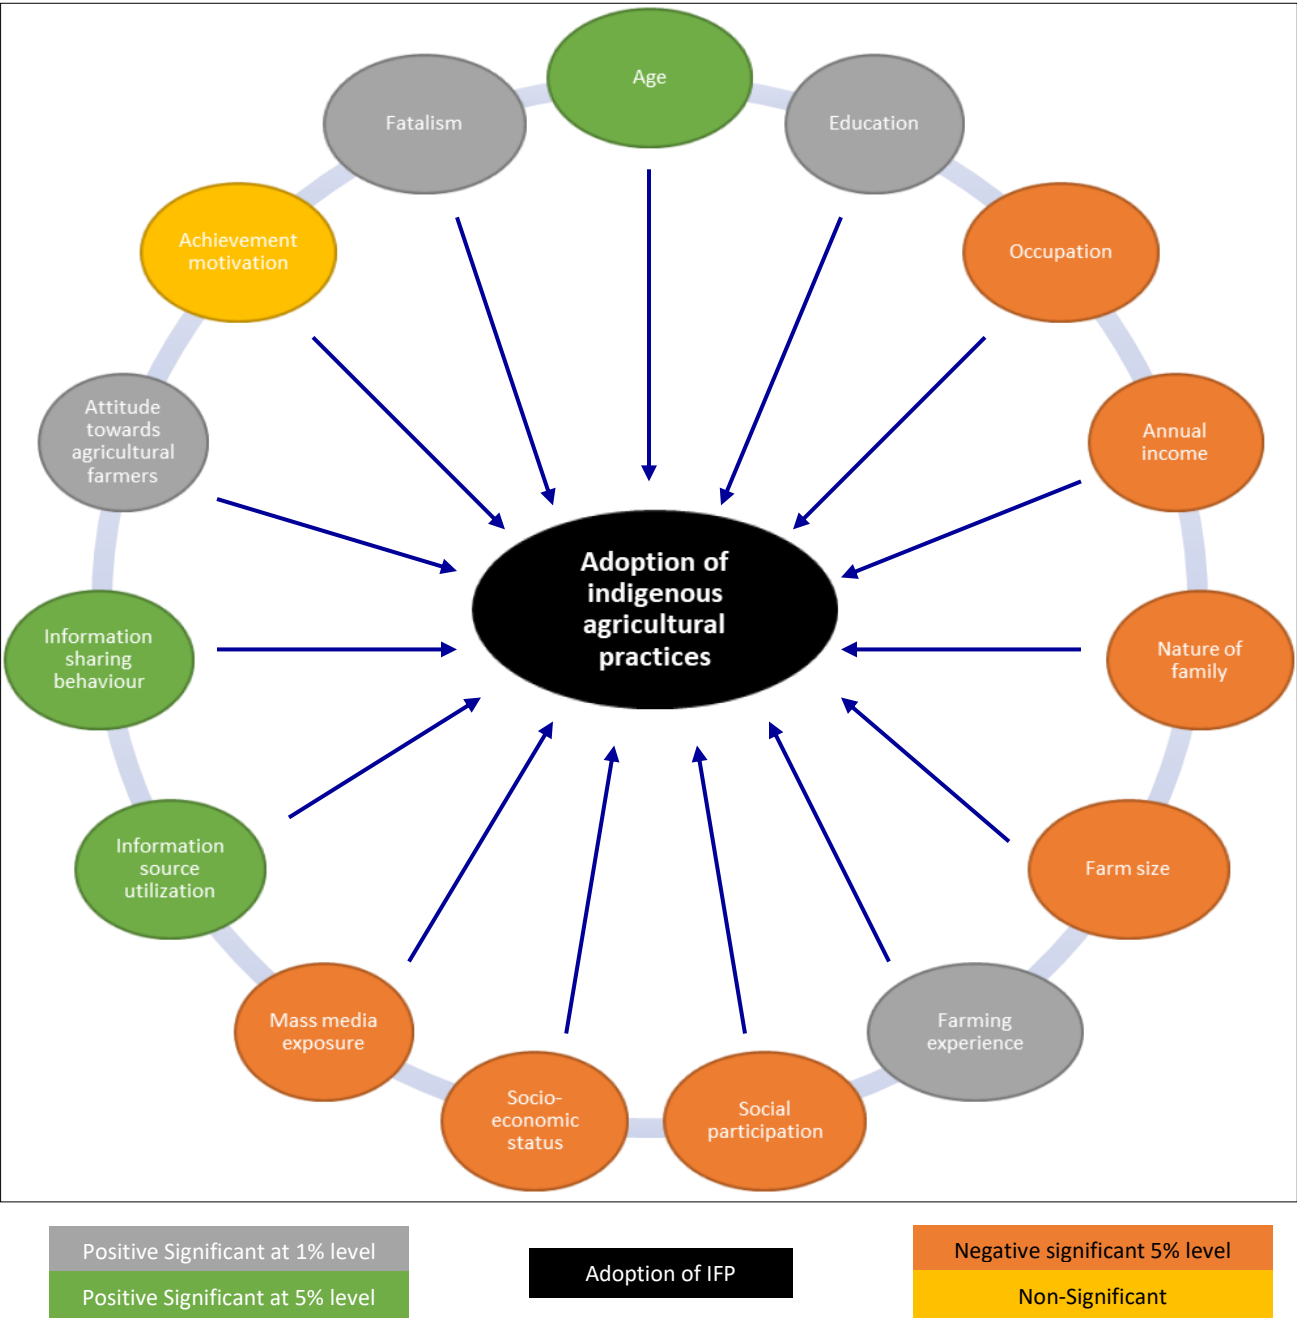 Age
Education
Occupation
Annual
income
Nature of
family
Farm size
Farming
experience
Social
participation
Socio-
economic
status
Mass media
exposure
Information
source
utilization
Information
sharing
behaviour
Attitude
towards
agricultural
farmers
Achievement
motivation
Fatalism
Adoption of
indigenous
agricultural
practices
Positive Significant at 1% level
Positive Significant at 5% level
Adoption of IFP
Negative significant 5% level
Non-Significant